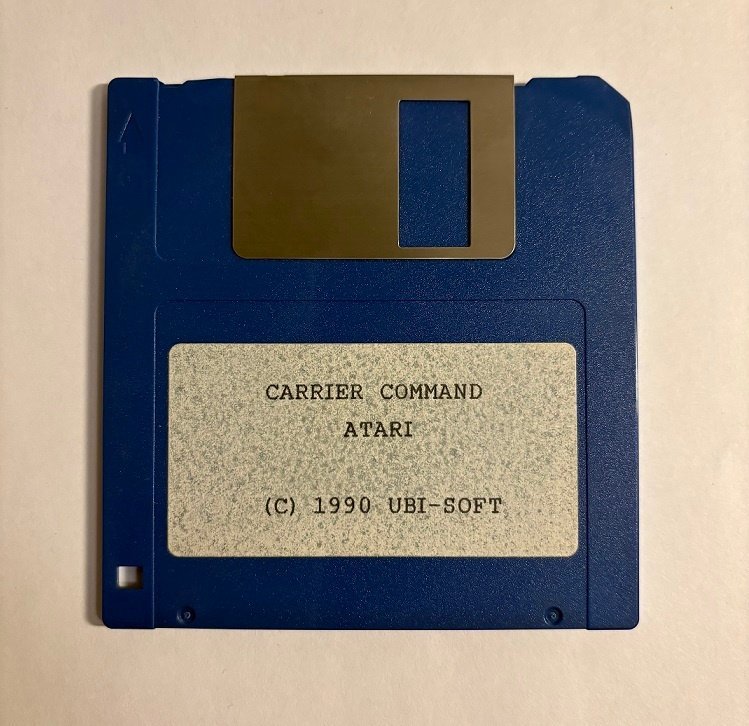 CARRIER COMMAND
ATARI
(C) 1990 UBI-SOFT